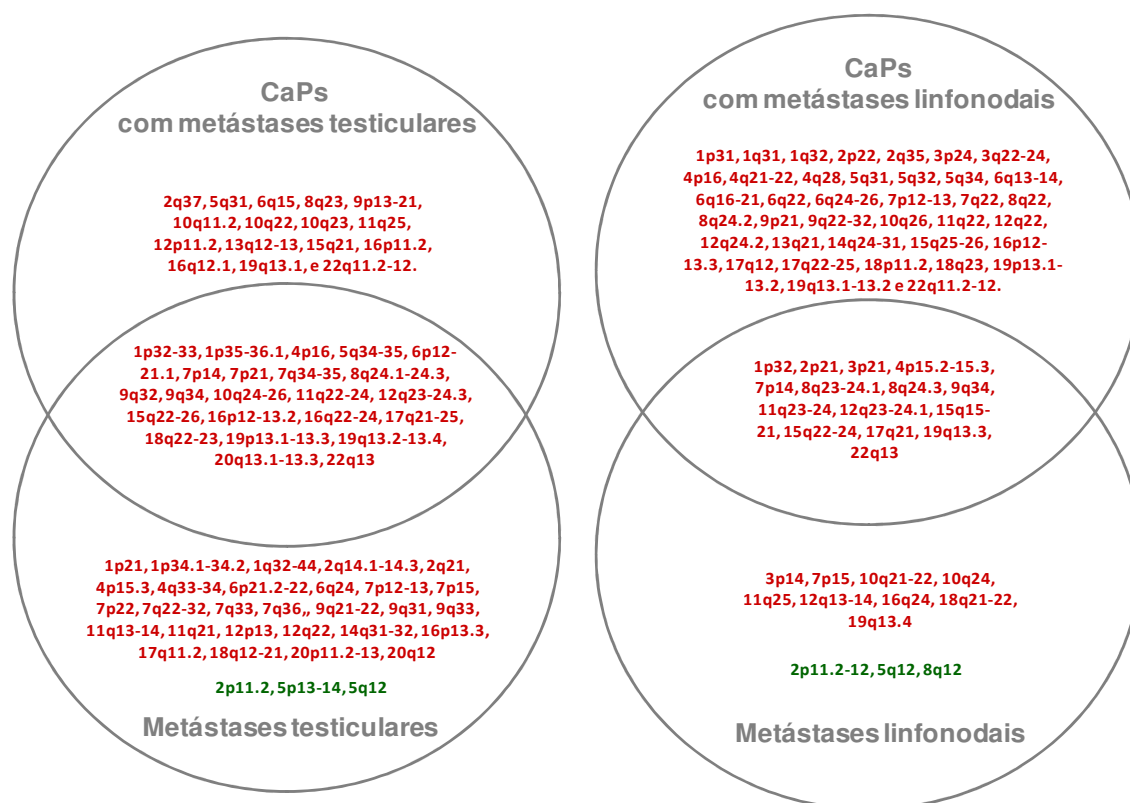 CaPs
com metástases testiculares
2q37, 5q31, 6q15, 8q23, 9p13-21,
10q11.2, 10q22, 10q23, 11q25,
12p11.2, 13q12-13, 15q21, 16p11.2,
16q12.1, 19q13.1, e 22q11.2-12.
1p32-33, 1p35-36.1, 4p16, 5q34-35, 6p12-
21.1, 7p14, 7p21, 7q34-35, 8q24.1-24.3,
9q32, 9q34, 10q24-26, 11q22-24, 12q23-24.3,
15q22-26, 16p12-13.2, 16q22-24, 17q21-25,
18q22-23, 19p13.1-13.3, 19q13.2-13.4,
20q13.1-13.3, 22q13
1p21, 1p34.1-34.2, 1q32-44, 2q14.1-14.3, 2q21,
4p15.3, 4q33-34, 6p21.2-22, 6q24, 7p12-13, 7p15,
7p22, 7q22-32, 7q33, 7q36,, 9q21-22, 9q31, 9q33,
11q13-14, 11q21, 12p13, 12q22, 14q31-32, 16p13.3,
17q11.2, 18q12-21, 20p11.2-13, 20q12
2p11.2, 5p13-14, 5q12
Metástases testiculares
CaPs
com metástases linfonodais
1p31, 1q31, 1q32, 2p22, 2q35, 3p24, 3q22-24,
4p16, 4q21-22, 4q28, 5q31, 5q32, 5q34, 6q13-14,
6q16-21, 6q22, 6q24-26, 7p12-13, 7q22, 8q22,
8q24.2, 9p21, 9q22-32, 10q26, 11q22, 12q22,
12q24.2, 13q21, 14q24-31, 15q25-26, 16p12-
13.3, 17q12, 17q22-25, 18p11.2, 18q23, 19p13.1-
13.2, 19q13.1-13.2 e 22q11.2-12.
1p32, 2p21, 3p21, 4p15.2-15.3,
7p14, 8q23-24.1, 8q24.3, 9q34,
11q23-24, 12q23-24.1, 15q15-
21, 15q22-24, 17q21, 19q13.3,
22q13
3p14, 7p15, 10q21-22, 10q24,
11q25, 12q13-14, 16q24, 18q21-22,
19q13.4
2p11.2-12, 5q12, 8q12
Metástases linfonodais